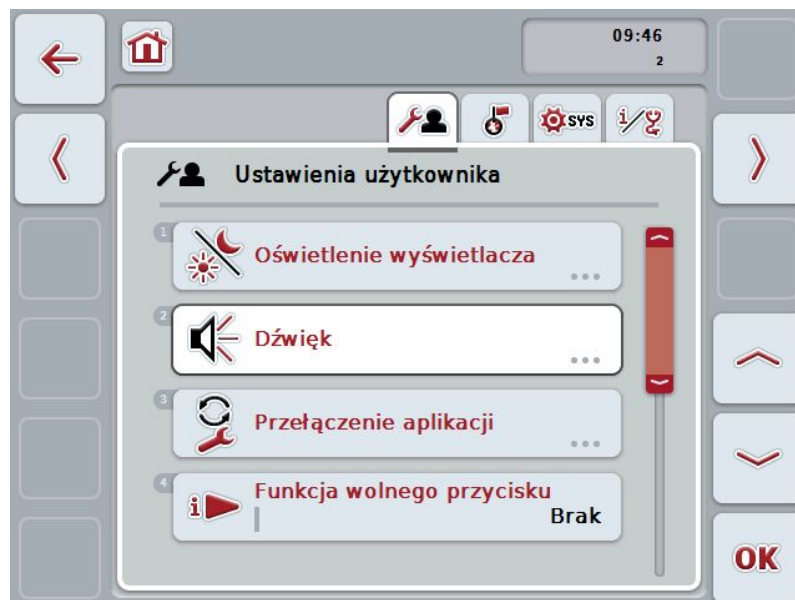 09:46
2
SYS
i
Ustawienia użytkownika
1
Oświetlenie wyświetlacza
2
Dźwięk
3
Przełączenie aplikacji
4
i
Funkcja wolnego przycisku
Brak
OK